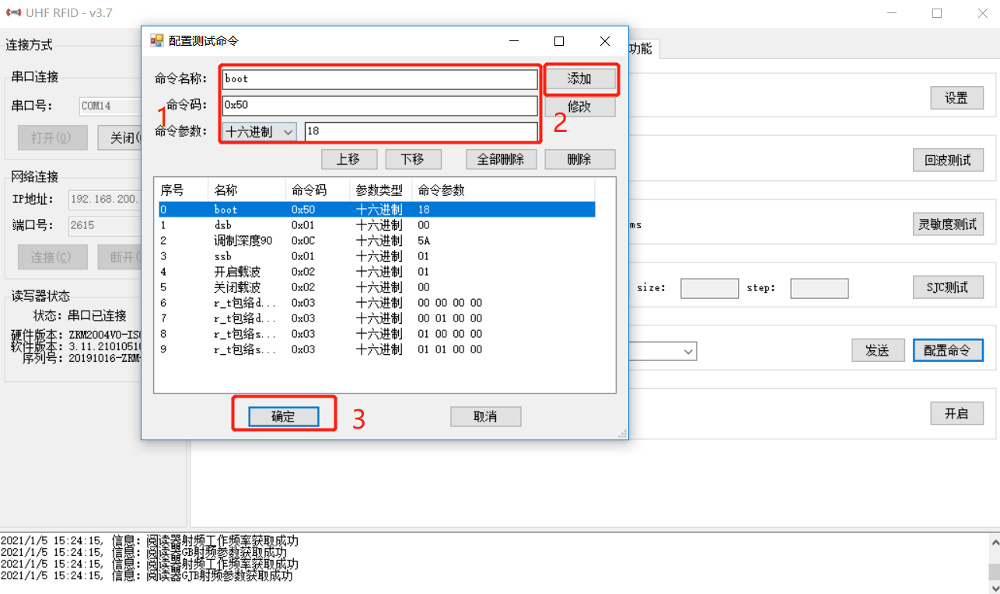 UHF RFID - v3.7
连接方式
串口连接
串口号： COM14
打开(O) 关闭(
网络连接
IP地址： 192.168.200.
端口号： 2615
连接(C) 断开(
读写器状态
状态：串口已连接
硬件版本：ZRM2004V0-IS
软件版本：3.11.2101051
序列号：20191016-ZRM-
配置测试命令
命令名称： boot 添加
1 命令码： 0x50 2 修改
命令参数： 十六进制 18
上移 下移 全部删除 删除
序号 名称 命令码 参数类型 命令参数
0 boot 0x50 十六进制 18
1 dsb 0x01 十六进制 00
2 调制深度90 0x0C 十六进制 5A
3 ssb 0x01 十六进制 01
4 开启载波 0x02 十六进制 01
5 关闭载波 0x02 十六进制 00
6 r_t包络d... 0x03 十六进制 00 00 00 00
7 r_t包络d... 0x03 十六进制 00 01 00 00
8 r_t包络s... 0x03 十六进制 01 00 00 00
9 r_t包络s... 0x03 十六进制 01 01 00 00
确定 3 取消
功能
设置
回波测试
ms 灵敏度测试
size: step: SJC测试
发送 配置命令
开启
2021/1/5 15:24:15, 信息：阅读器射频工作频率获取成功
2021/1/5 15:24:15, 信息：阅读器GB射频参数获取成功
2021/1/5 15:24:15, 信息：阅读器射频工作频率获取成功
2021/1/5 15:24:15, 信息：阅读器GJB射频参数获取成功